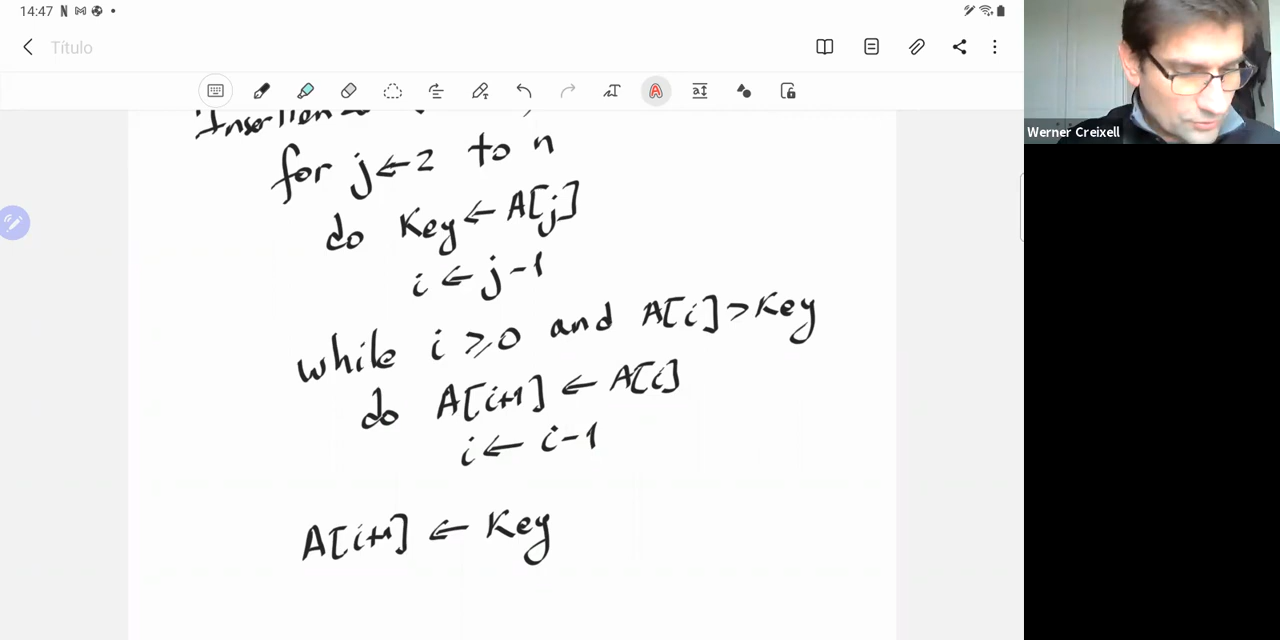 14:47 N M
Título
Werner Creixell
for j ← 2 to n
do Key ← A[j]
i ← j-1
while i ≥ 0 and A[i] > Key
do A[i+1] ← A[i]
i ← i-1
A[i+1] ← Key